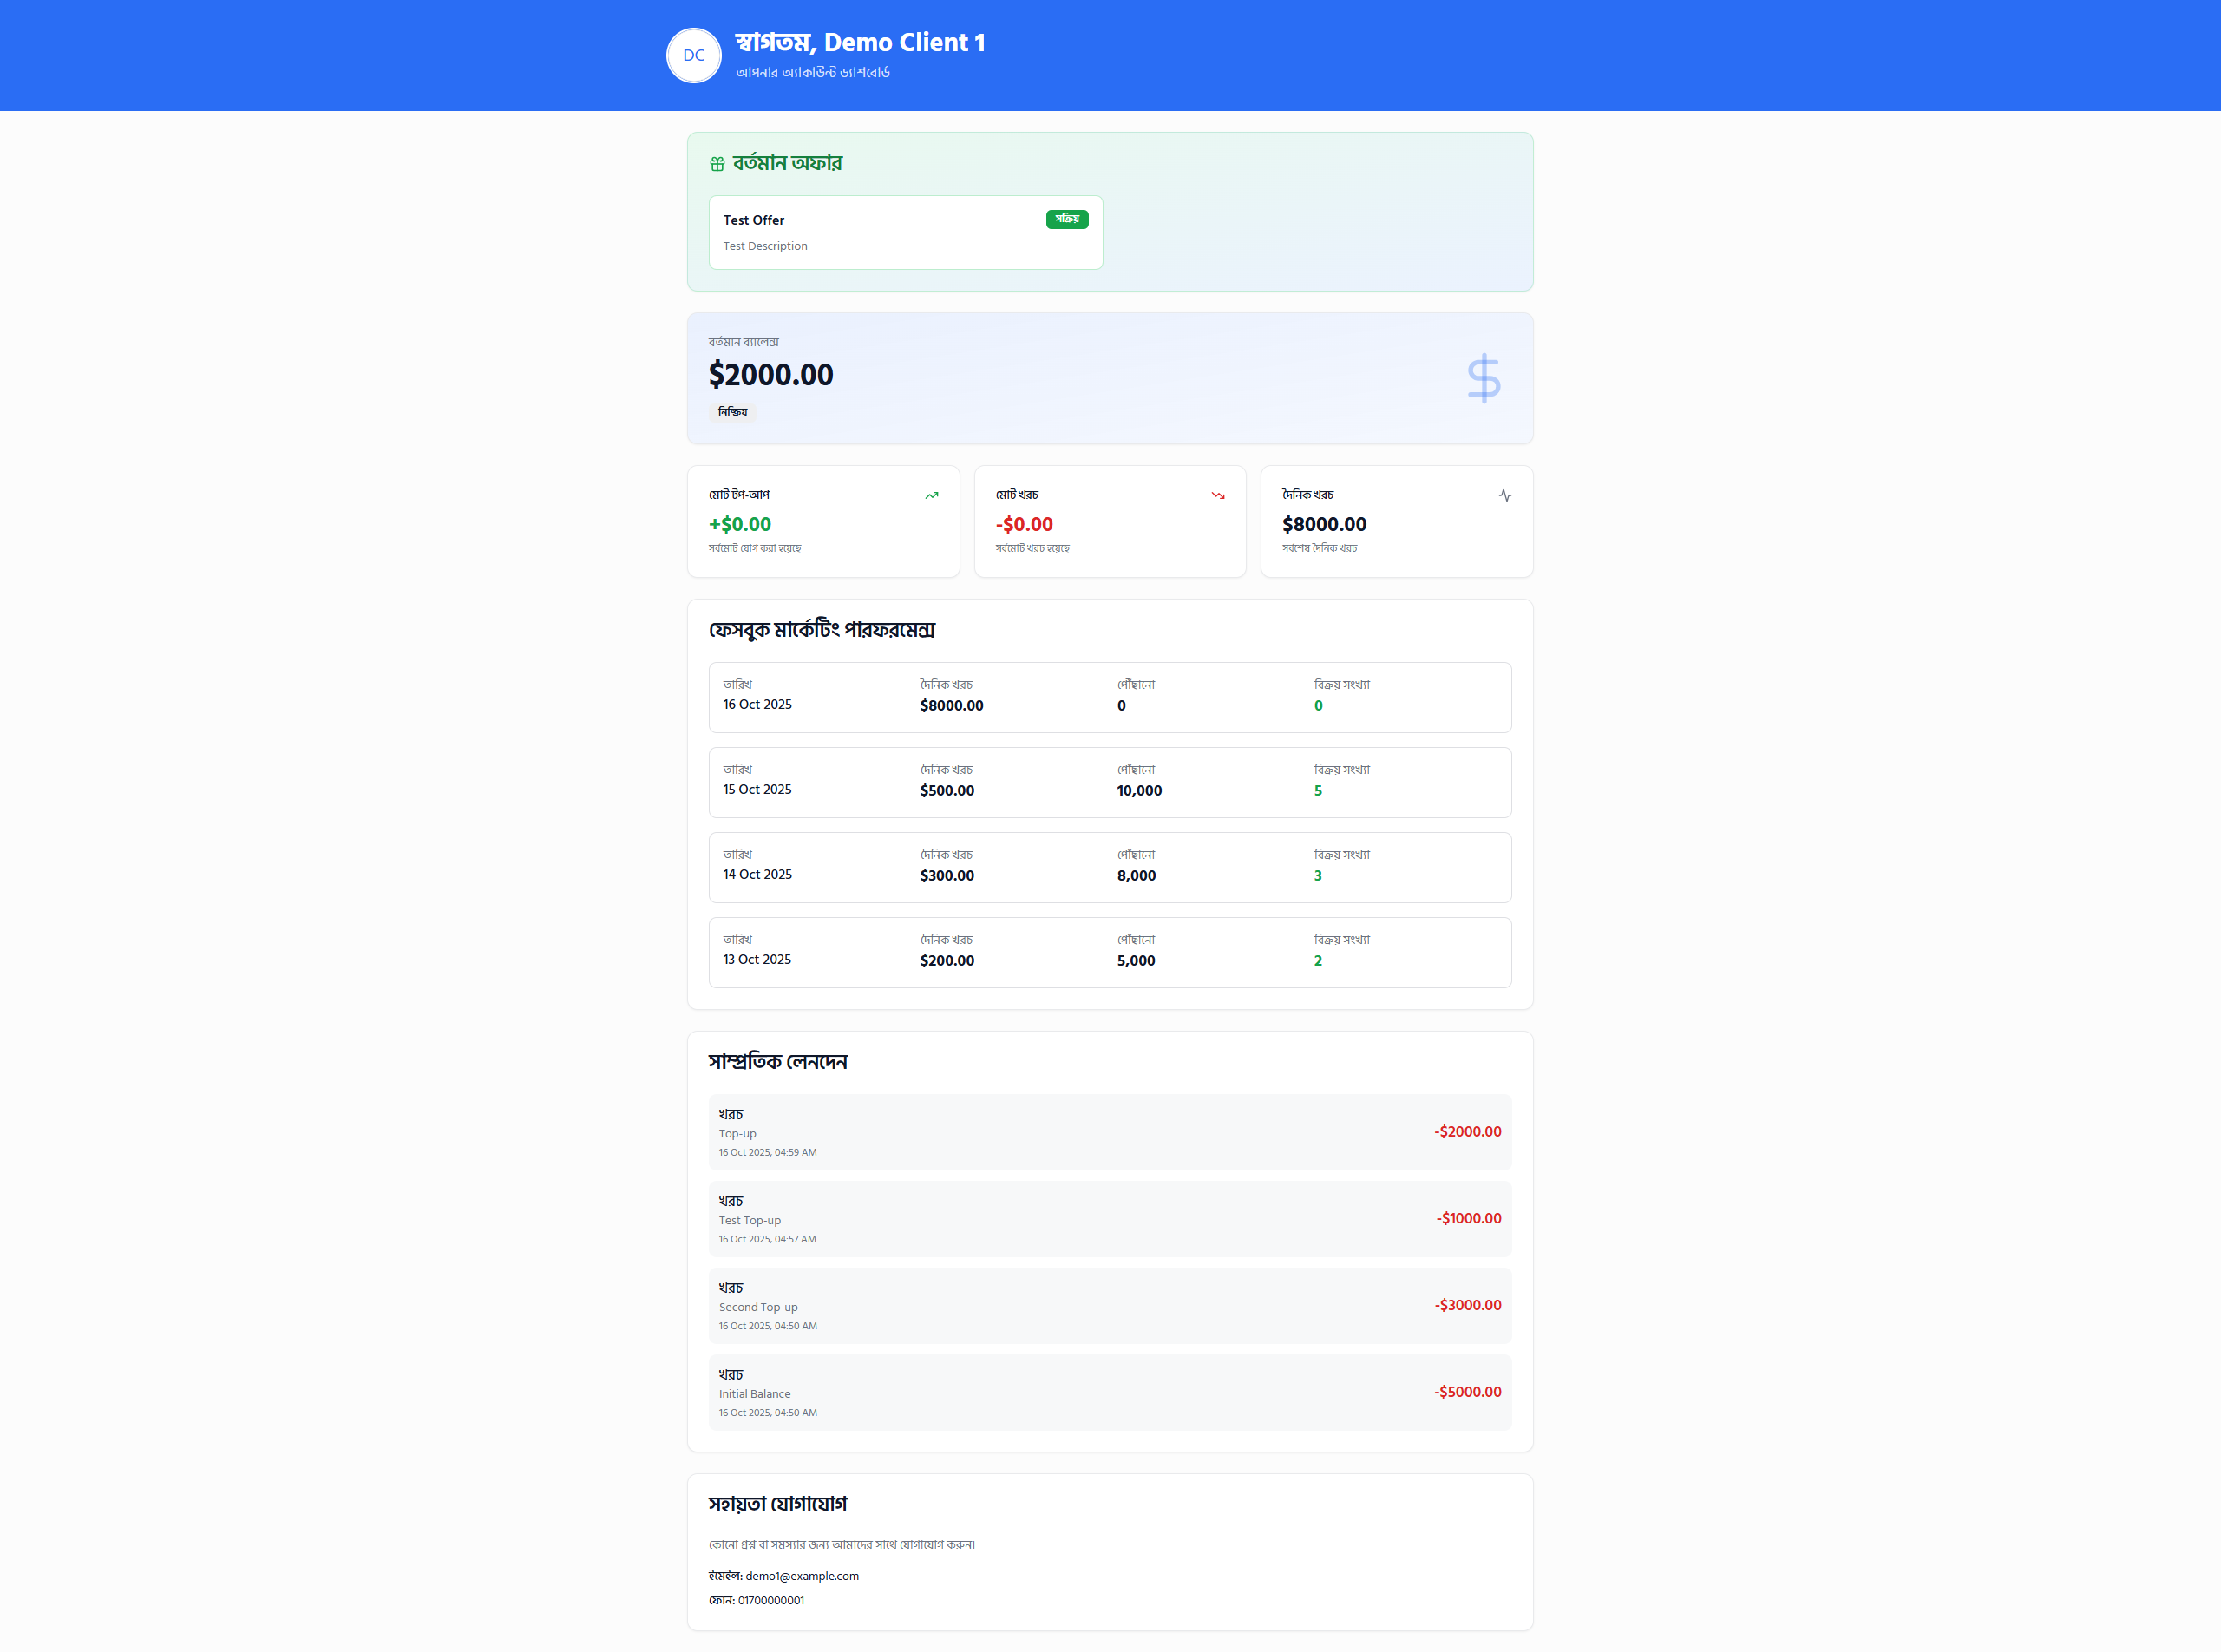 DC
স্বাগতম, Demo Client 1
আপনার অ্যাকাউন্ট ড্যাশবোর্ড
বর্তমান অফার
Test Offer
সক্রিয়
Test Description
বর্তমান ব্যালেন্স
$2000.00
নিষ্ক্রিয়
মোট টপ-আপ
+$0.00
সর্বমোট যোগ করা হয়েছে
মোট খরচ
-$0.00
সর্বমোট খরচ হয়েছে
দৈনিক খরচ
$8000.00
সর্বশেষ দৈনিক খরচ
ফেসবুক মার্কেটিং পারফরমেন্স
তারিখ দৈনিক খরচ পৌঁছানো বিক্রয় সংখ্যা
16 Oct 2025 $8000.00 0 0
তারিখ দৈনিক খরচ পৌঁছানো বিক্রয় সংখ্যা
15 Oct 2025 $500.00 10,000 5
তারিখ দৈনিক খরচ পৌঁছানো বিক্রয় সংখ্যা
14 Oct 2025 $300.00 8,000 3
তারিখ দৈনিক খরচ পৌঁছানো বিক্রয় সংখ্যা
13 Oct 2025 $200.00 5,000 2
সাম্প্রতিক লেনদেন
খরচ
Top-up
16 Oct 2025, 04:59 AM
-$2000.00
খরচ
Test Top-up
16 Oct 2025, 04:57 AM
-$1000.00
খরচ
Second Top-up
16 Oct 2025, 04:50 AM
-$3000.00
খরচ
Initial Balance
16 Oct 2025, 04:50 AM
-$5000.00
সহায়তা যোগাযোগ
কোনো প্রশ্ন বা সমস্যার জন্য আমাদের সাথে যোগাযোগ করুন।
ইমেইল: demo1@example.com
ফোন: 01700000001